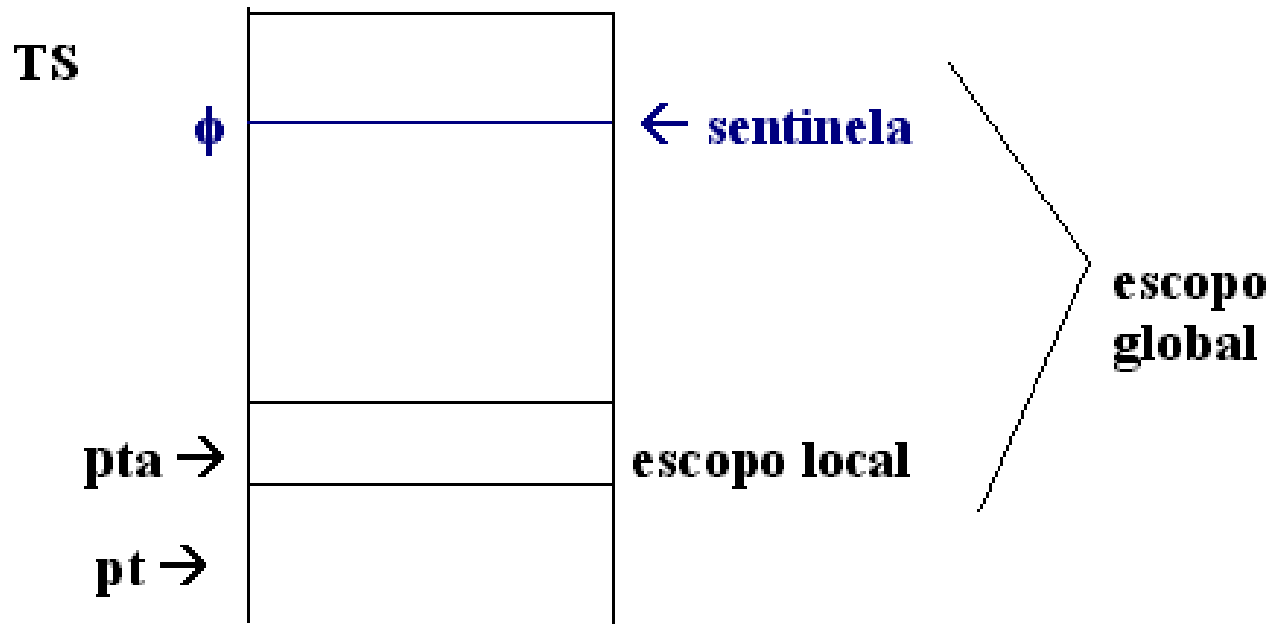 TS
ϕ ← sentinela
escopo
global
pta → escopo local
pt →